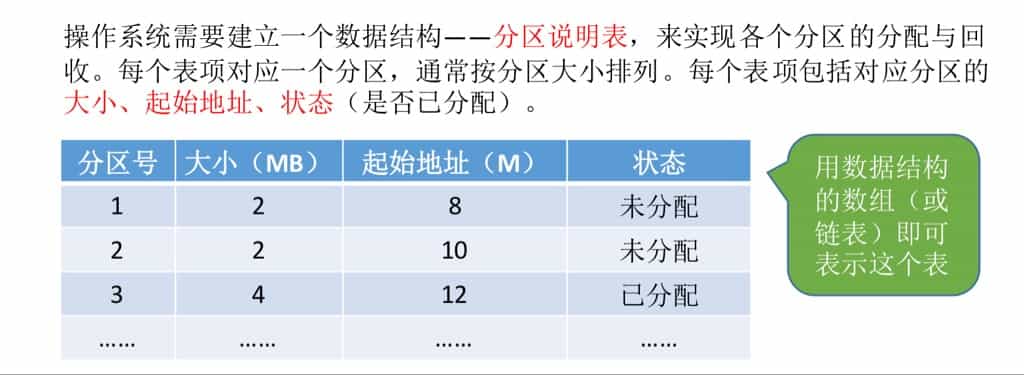 操作系统需要建立一个数据结构——分区说明表，来实现各个分区的分配与回
收。每个表项对应一个分区，通常按分区大小排列。每个表项包括对应分区的
大小、起始地址、状态（是否已分配）。
分区号 大小（MB） 起始地址（M） 状态
1 2 8 未分配
2 2 10 未分配
3 4 12 已分配
…… …… …… ……
用数据结构
的数组（或
链表）即可
表示这个表